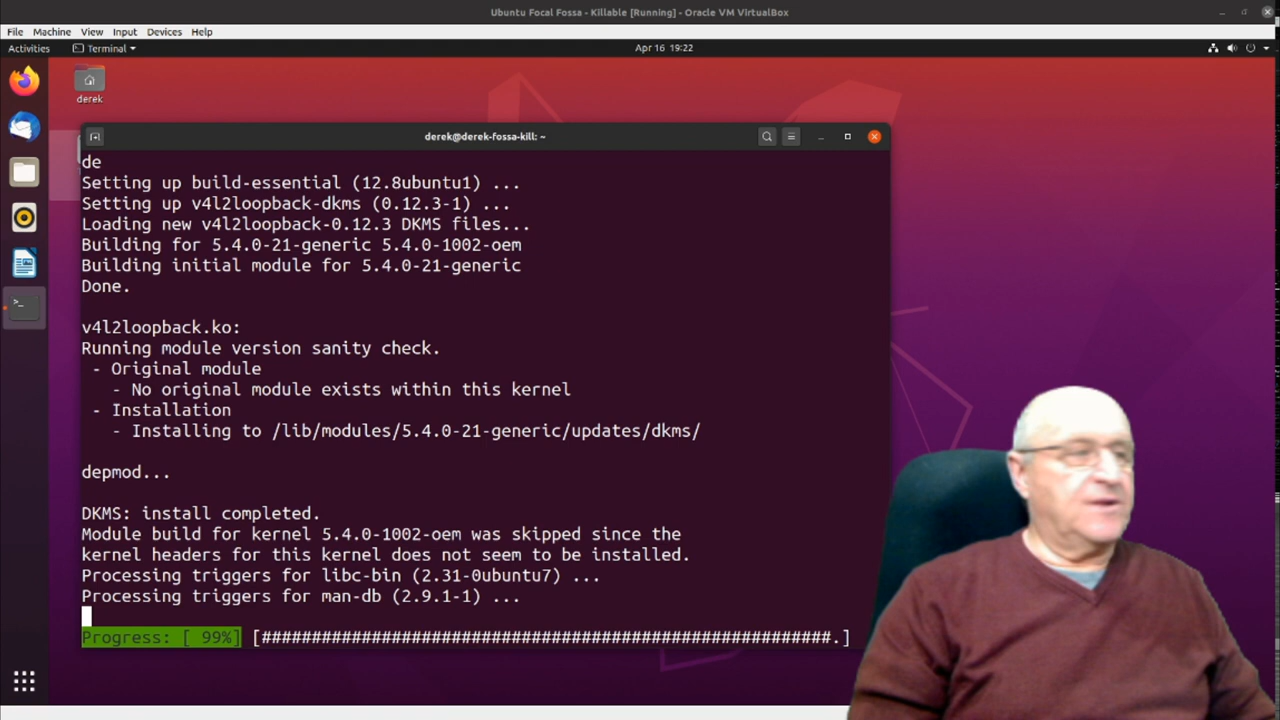 Ubuntu Focal Fossa - Killable [Running] - Oracle VM VirtualBox
File Machine View Input Devices Help
Activities Terminal Apr 16 19:22
derek
derek@derek-fossa-kill: ~
de
Setting up build-essential (12.8ubuntu1) ...
Setting up v4l2loopback-dkms (0.12.3-1) ...
Loading new v4l2loopback-0.12.3 DKMS files...
Building for 5.4.0-21-generic 5.4.0-1002-oem
Building initial module for 5.4.0-21-generic
Done.
v4l2loopback.ko:
Running module version sanity check.
- Original module
- No original module exists within this kernel
- Installation
- Installing to /lib/modules/5.4.0-21-generic/updates/dkms/
depmod...
DKMS: install completed.
Module build for kernel 5.4.0-1002-oem was skipped since the
kernel headers for this kernel does not seem to be installed.
Processing triggers for libc-bin (2.31-0ubuntu7) ...
Processing triggers for man-db (2.9.1-1) ...
Progress: [ 99%] [#########################################################.]